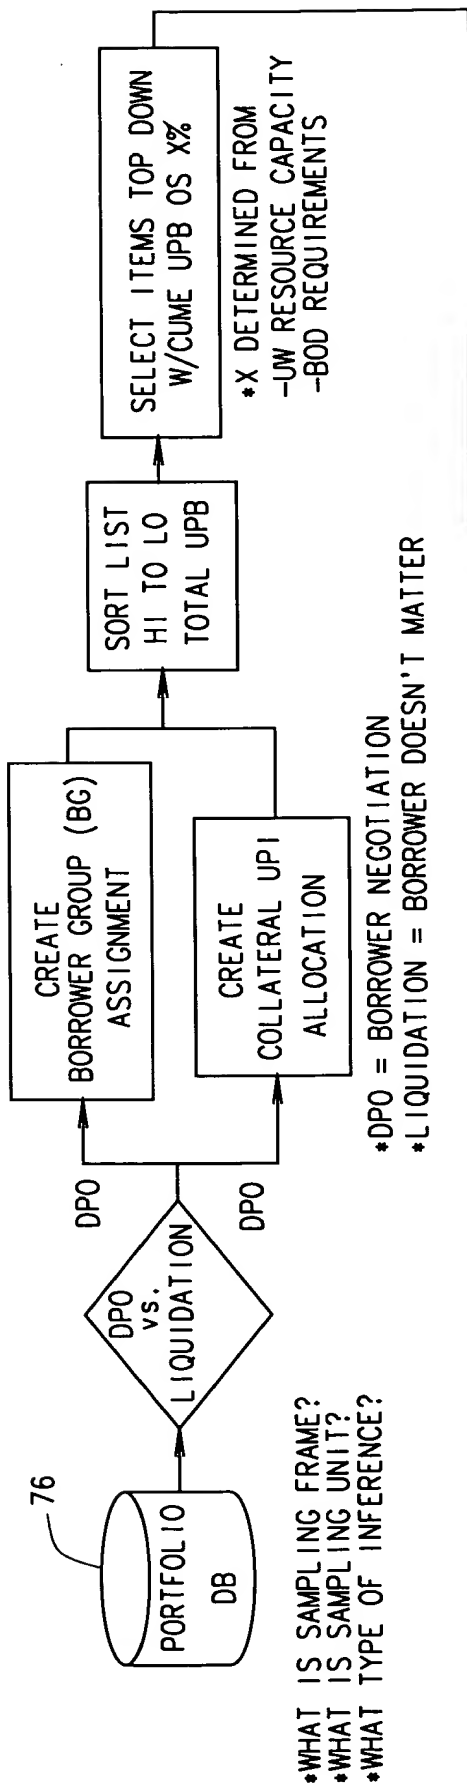 76
PORTFOLIO
DB
*WHAT IS SAMPLING FRAME?
*WHAT IS SAMPLING UNIT?
*WHAT TYPE OF INFERENCE?
DPO
vs.
LIQUIDATION
DPO
DPO
CREATE
BORROWER GROUP (BG)
ASSIGNMENT
CREATE
COLLATERAL UPI
ALLOCATION
*DPO = BORROWER NEGOTIATION
*LIQUIDATION = BORROWER DOESN'T MATTER
SORT LIST
HI TO LO
TOTAL UPB
SELECT ITEMS TOP DOWN
W/CUME UPB OS X%
*X DETERMINED FROM
-UW RESOURCE CAPACITY
-BOD REQUIREMENTS